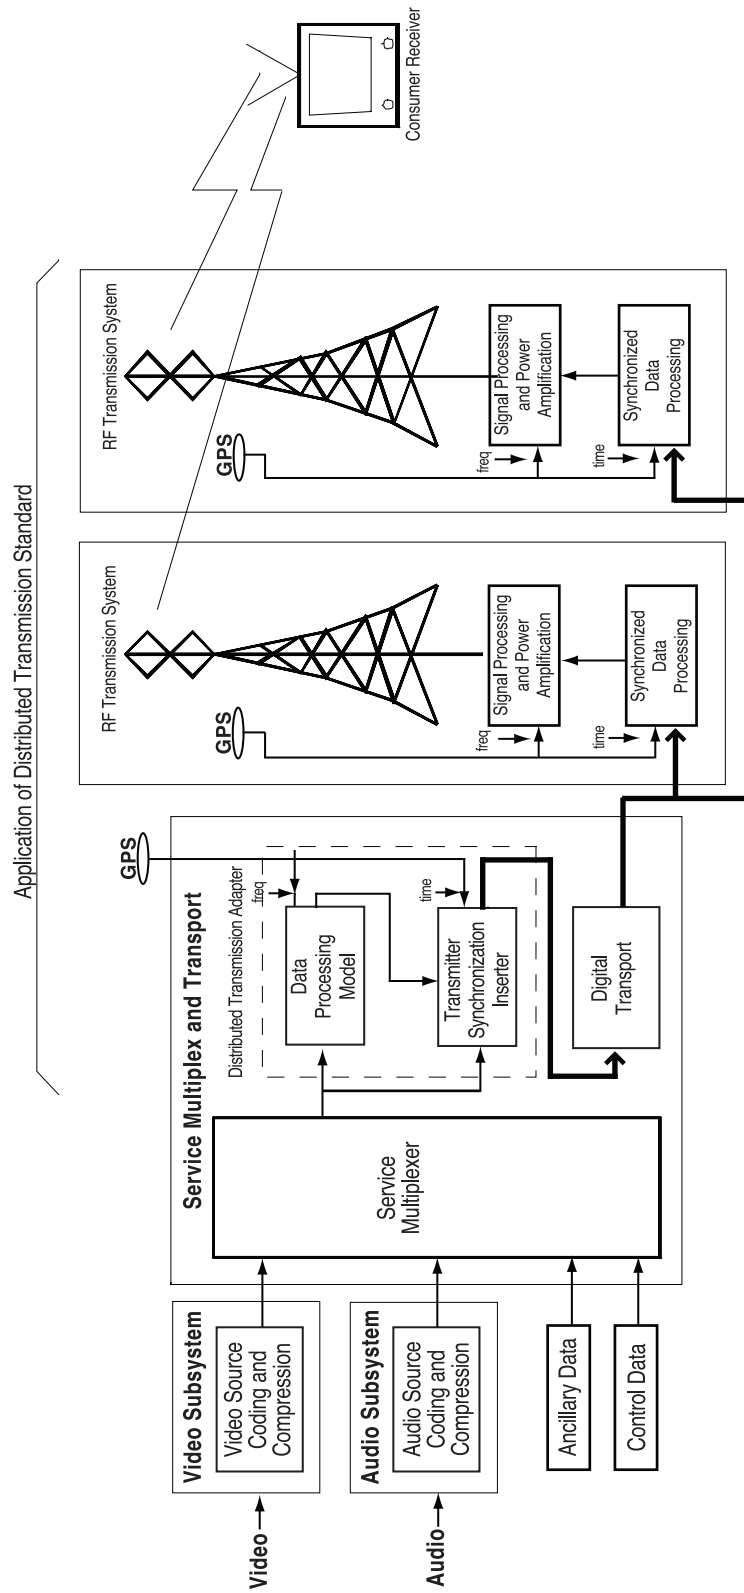 Application of Distributed Transmission Standard
Video
Video Subsystem
Video Source
Coding and
Compression
Audio
Audio Subsystem
Audio Source
Coding and
Compression
Ancillary Data
Control Data
Service Multiplex and Transport
Service
Multiplexer
GPS
Distributed Transmission Adapter
freq
Data
Processing
Model
time
Transmitter
Synchronization
Inserter
Digital
Transport
RF Transmission System
GPS
freq
Signal Processing
and Power
Amplification
time
Synchronized
Data
Processing
RF Transmission System
GPS
freq
Signal Processing
and Power
Amplification
time
Synchronized
Data
Processing
Consumer Receiver